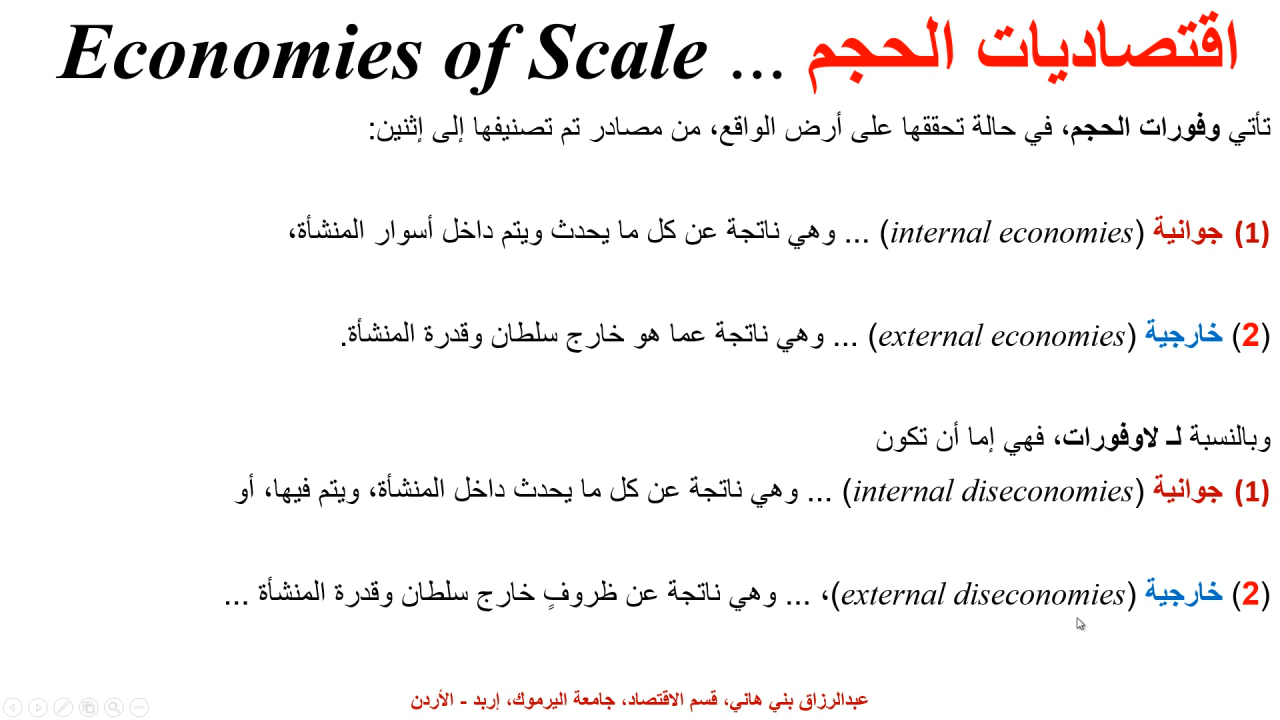 اقتصاديات الحجم ... Economies of Scale
تأتي وفورات الحجم، في حالة تحققها على أرض الواقع، من مصادر تم تصنيفها إلى إثنين:
(1) جوانية (internal economies) ... وهي ناتجة عن كل ما يحدث ويتم داخل أسوار المنشأة،
(2) خارجية (external economies) ... وهي ناتجة عما هو خارج سلطان وقدرة المنشأة.
وبالنسبة لـ لاوفورات، فهي إما أن تكون
(1) جوانية (internal diseconomies) ... وهي ناتجة عن كل ما يحدث داخل المنشأة، ويتم فيها، أو
(2) خارجية (external diseconomies)، ... وهي ناتجة عن ظروفٍ خارج سلطان وقدرة المنشأة ...
عبدالرزاق بني هاني، قسم الاقتصاد، جامعة اليرموك، إربد - الأردن